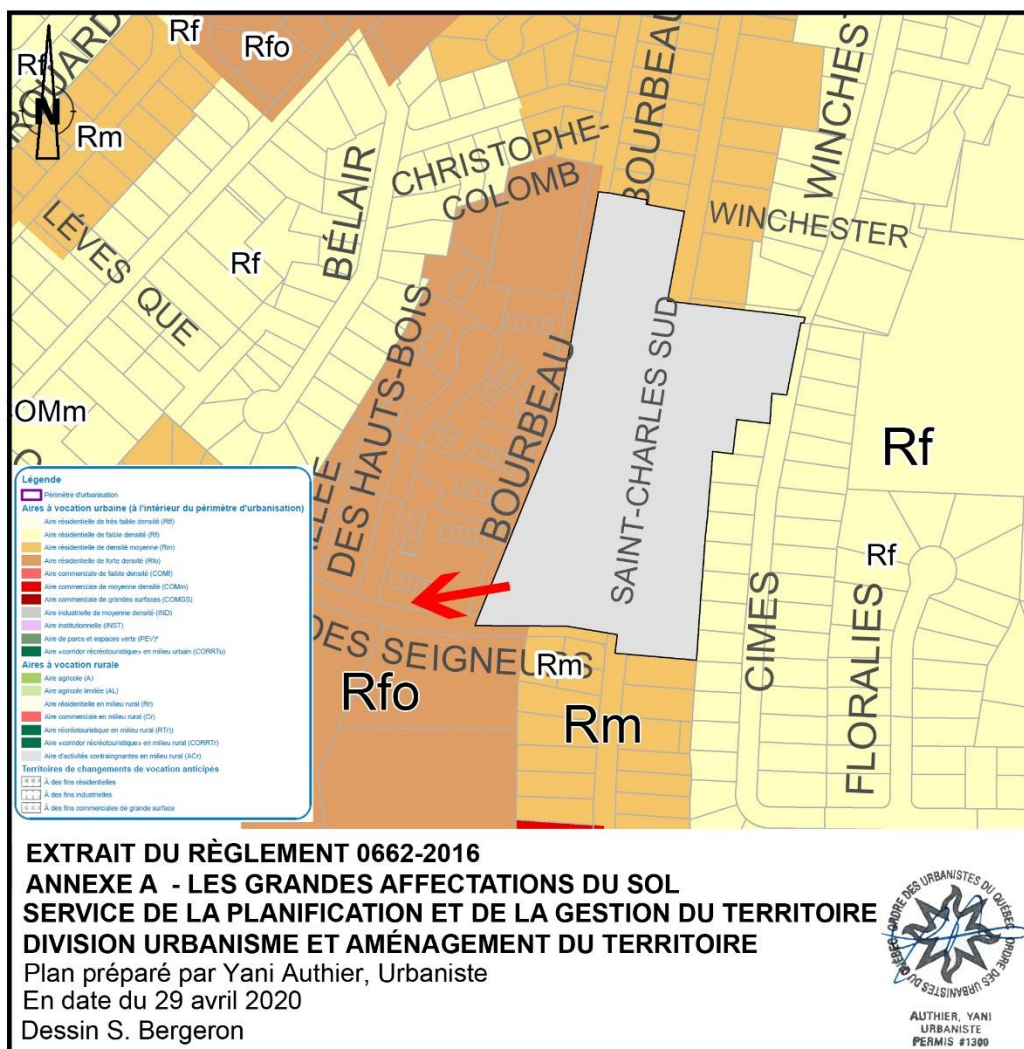 Rf
Rfo
BOURBEAU
WINCHEST
Rf
ROUARD
N
Rm
CHRISTOPHE-
COLOMB
BÉLAIR
WINCHESTER
LÉVES QUE
Rf
DES HAUTS-BOIS
BOURBEAU
SAINT-CHARLES SUD
OMm
Rf
Rf
CIMES
FLORALIES
DES SEIGNEURS
Rm
Rfo
Rm
Légende
Périmètre d'urbanisation
Aires à vocation urbaine (à l'intérieur du périmètre d'urbanisation)
Aire résidentielle de très faible densité (Rtf)
Aire résidentielle de faible densité (Rf)
Aire résidentielle de densité moyenne (Rm)
Aire résidentielle de forte densité (Rfo)
Aire commerciale de faible densité (COMf)
Aire commerciale de moyenne densité (COMm)
Aire commerciale de grandes surfaces (COMGS)
Aire industrielle de moyenne densité (IND)
Aire institutionnelle (INST)
Aire de parcs et espaces verts (PEV)*
Aire «corridor récréotouristique» en milieu urbain (CORRTu)
Aires à vocation rurale
Aire agricole (A)
Aire agricole limitée (AL)
Aire résidentielle en milieu rural (Rr)
Aire commerciale en milieu rural (Cr)
Aire récréotouristique en milieu rural (RTr))
Aire «corridor récréotouristique» en milieu rural (CORRTr)
Aire d'activités contraignantes en milieu rural (ACr)
Territoires de changements de vocation anticipés
À des fins résidentielles
À des fins industrielles
À des fins commerciales de grande surface
EXTRAIT DU RÈGLEMENT 0662-2016
ANNEXE A - LES GRANDES AFFECTATIONS DU SOL
SERVICE DE LA PLANIFICATION ET DE LA GESTION DU TERRITOIRE
DIVISION URBANISME ET AMÉNAGEMENT DU TERRITOIRE
Plan préparé par Yani Authier, Urbaniste
En date du 29 avril 2020
Dessin S. Bergeron
ORDRE DES URBANISTES DU QUÉBEC
ORDRE DES URBANISTES DU QUÉBEC
AUTHIER, YANI
URBANISTE
PERMIS #1300